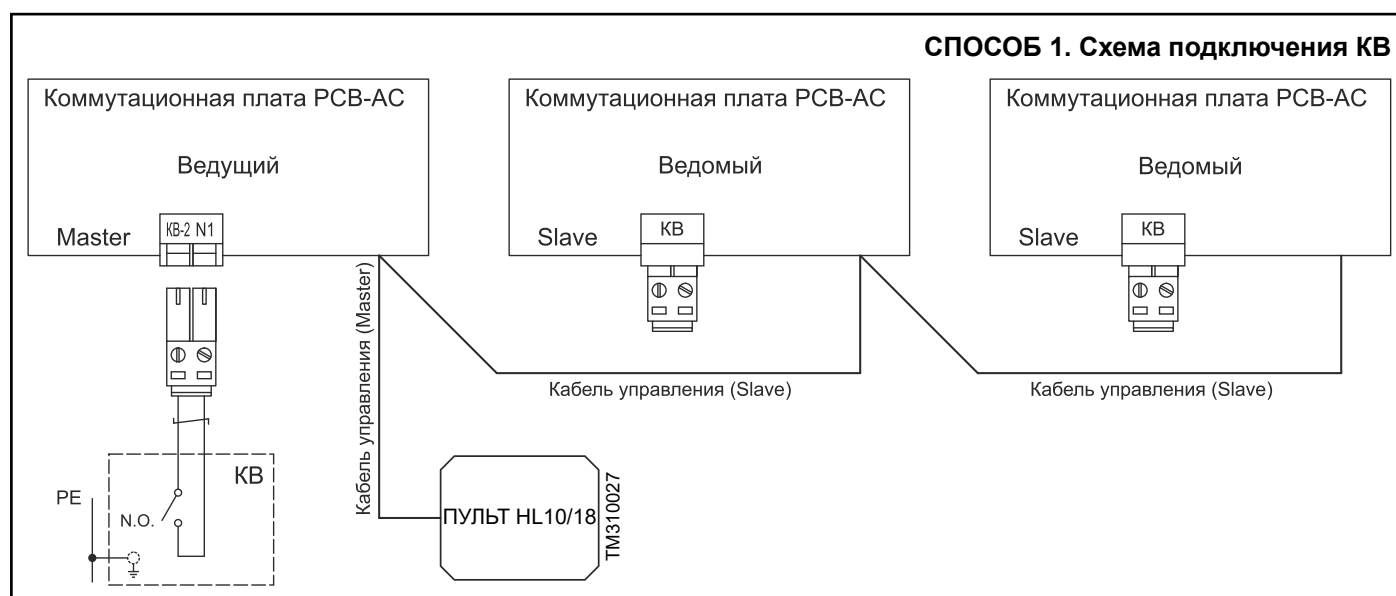 СПОСОБ 1. Схема подключения КВ
Коммутационная плата PCB-AC
Ведущий
Master
КВ-2 N1
Коммутационная плата PCB-AC
Ведомый
Slave
КВ
Коммутационная плата PCB-AC
Ведомый
Slave
КВ
Кабель управления (Master)
Кабель управления (Slave)
Кабель управления (Slave)
КВ
PE
N.O.
ПУЛЬТ HL10/18
TM310027